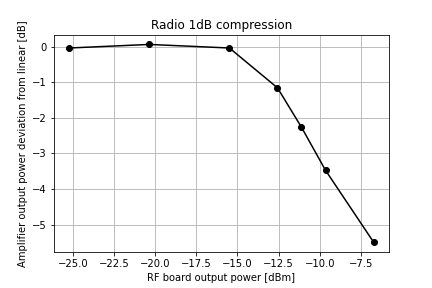 Radio 1dB compression
Amplifier output power deviation from linear [dB]
0
−1
−2
−3
−4
−5
−25.0 −22.5 −20.0 −17.5 −15.0 −12.5 −10.0 −7.5
RF board output power [dBm]